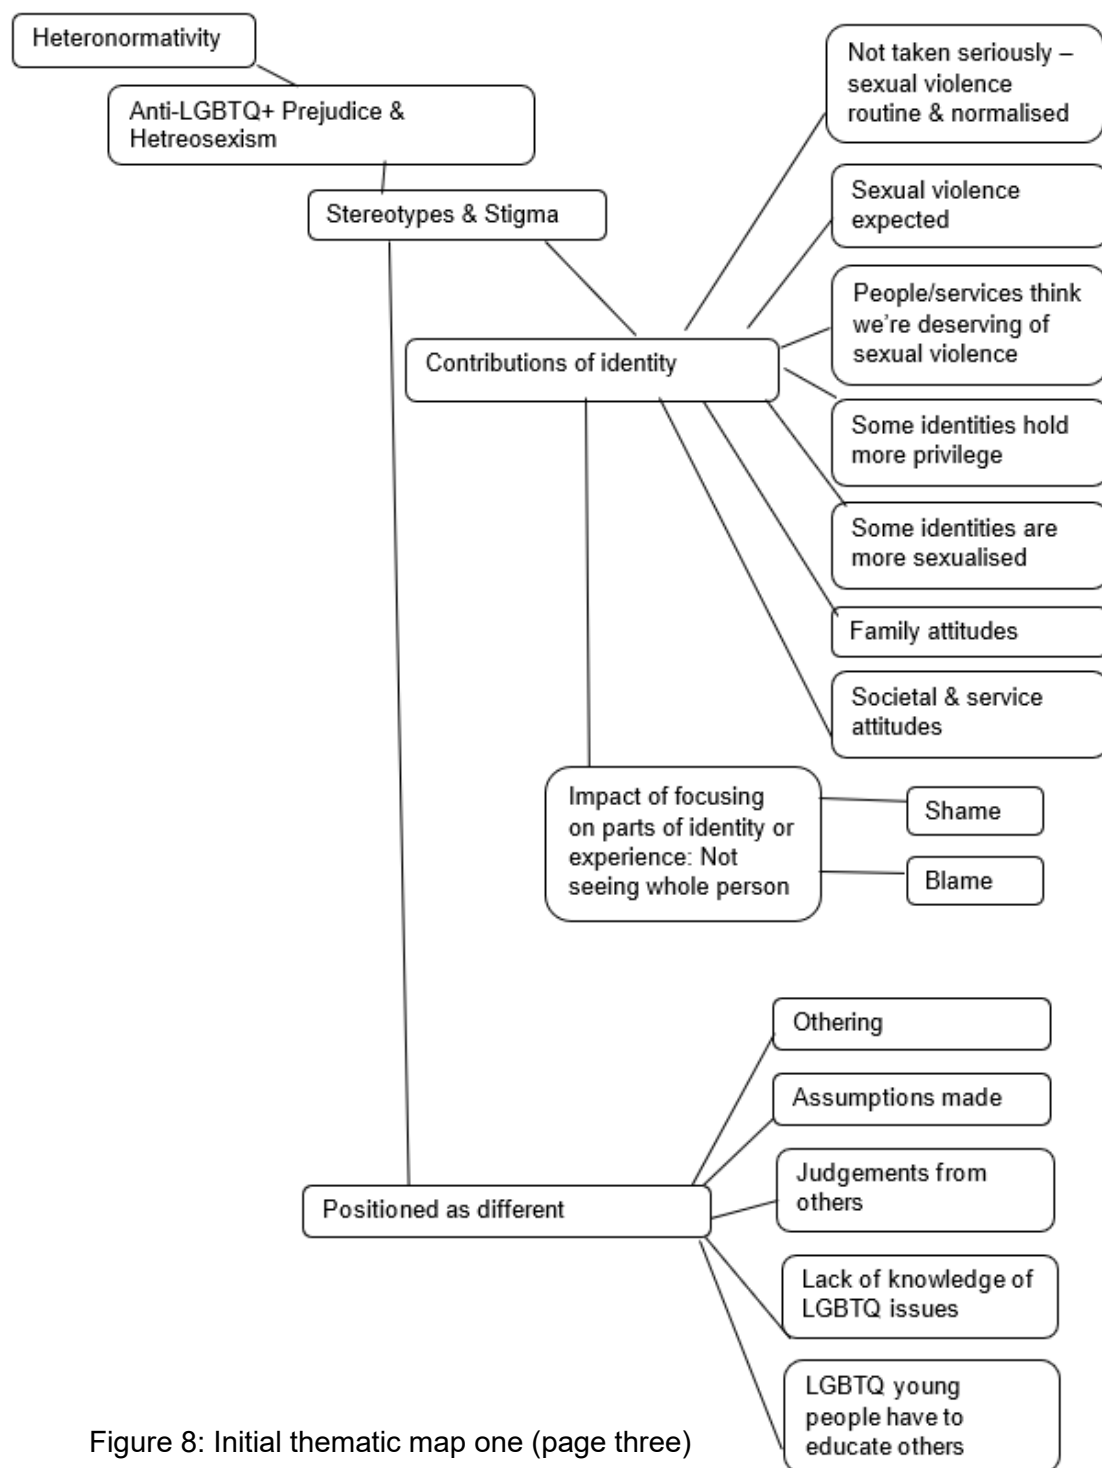 Heteronormativity
Anti-LGBTQ+ Prejudice &
Hetreosexism
Stereotypes & Stigma
Contributions of identity
Not taken seriously –
sexual violence
routine & normalised
Sexual violence
expected
People/services think
we’re deserving of
sexual violence
Some identities hold
more privilege
Some identities are
more sexualised
Family attitudes
Societal & service
attitudes
Impact of focusing
on parts of identity or
experience: Not
seeing whole person
Shame
Blame
Positioned as different
Othering
Assumptions made
Judgements from
others
Lack of knowledge of
LGBTQ issues
LGBTQ young
people have to
educate others
Figure 8: Initial thematic map one (page three)